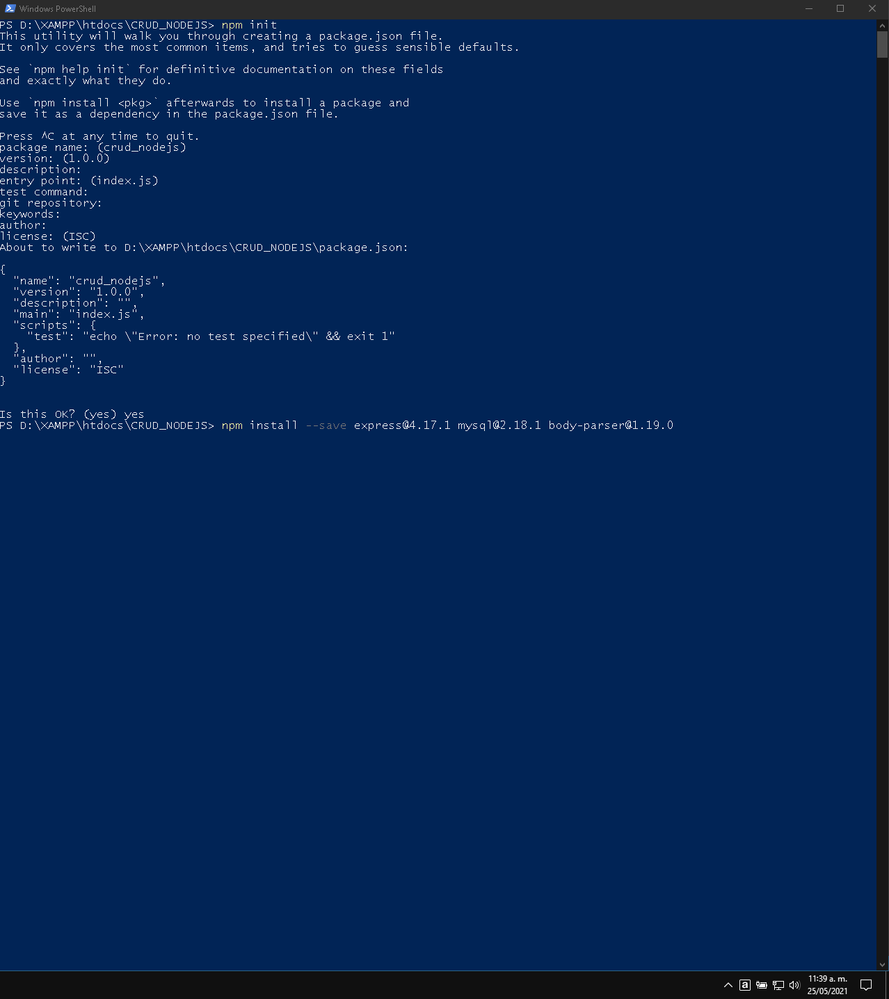 Windows PowerShell
PS D:\XAMPP\htdocs\CRUD_NODEJS> npm init
This utility will walk you through creating a package.json file.
It only covers the most common items, and tries to guess sensible defaults.
See `npm help init` for definitive documentation on these fields
and exactly what they do.
Use `npm install <pkg>` afterwards to install a package and
save it as a dependency in the package.json file.
Press ^C at any time to quit.
package name: (crud_nodejs)
version: (1.0.0)
description:
entry point: (index.js)
test command:
git repository:
keywords:
author:
license: (ISC)
About to write to D:\XAMPP\htdocs\CRUD_NODEJS\package.json:
{
  "name": "crud_nodejs",
  "version": "1.0.0",
  "description": "",
  "main": "index.js",
  "scripts": {
    "test": "echo \"Error: no test specified\" && exit 1"
  },
  "author": "",
  "license": "ISC"
}
Is this OK? (yes) yes
PS D:\XAMPP\htdocs\CRUD_NODEJS> npm install --save express@4.17.1 mysql@2.18.1 body-parser@1.19.0
a
11:39 a. m.
25/05/2021